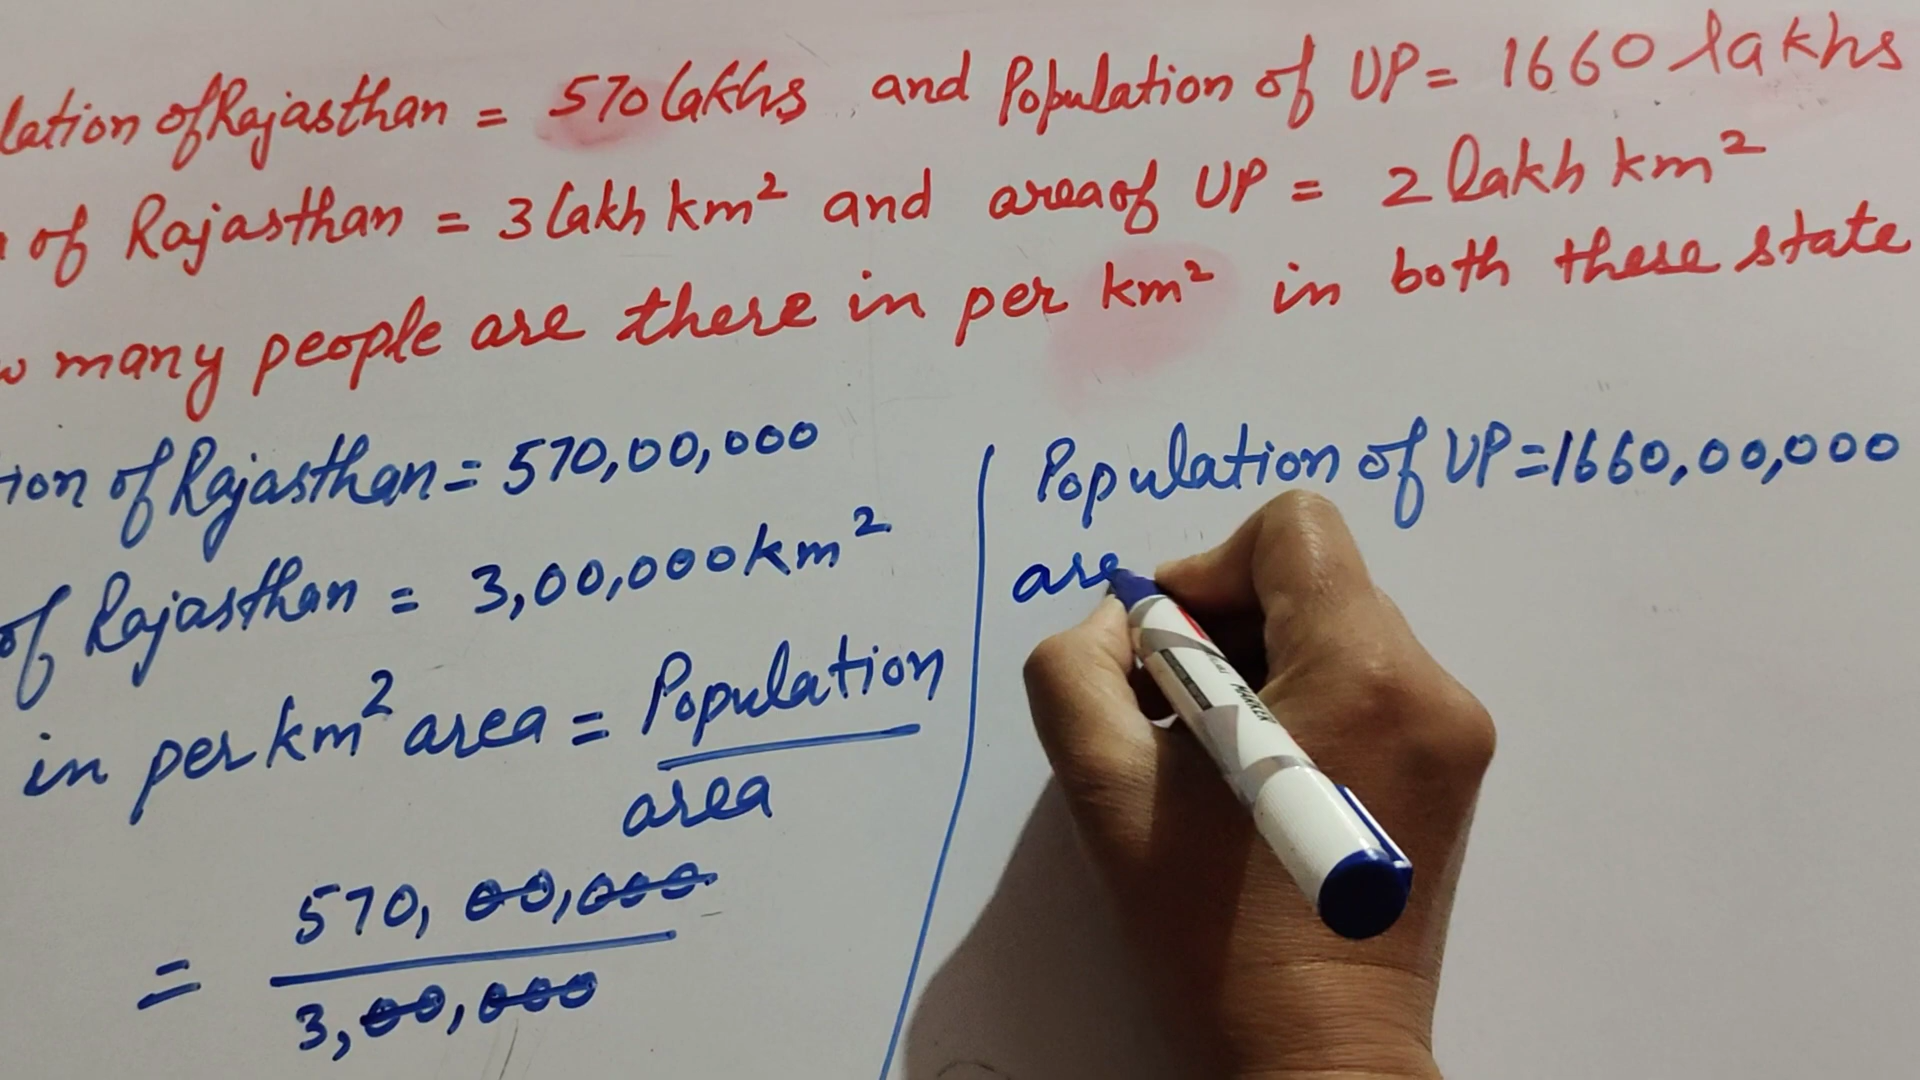 lation of Rajasthan = 570 lakhs and Population of UP = 1660 lakhs
of Rajasthan = 3 lakh km² and area of UP = 2 lakh km²
many people are there in per km² in both these state
tion of Rajasthan = 570,00,000
of Rajasthan = 3,00,000 km²
in per km² area = Population
area
= 570,00,000
3,00,000
Population of UP = 1660,00,000
are
MARKER